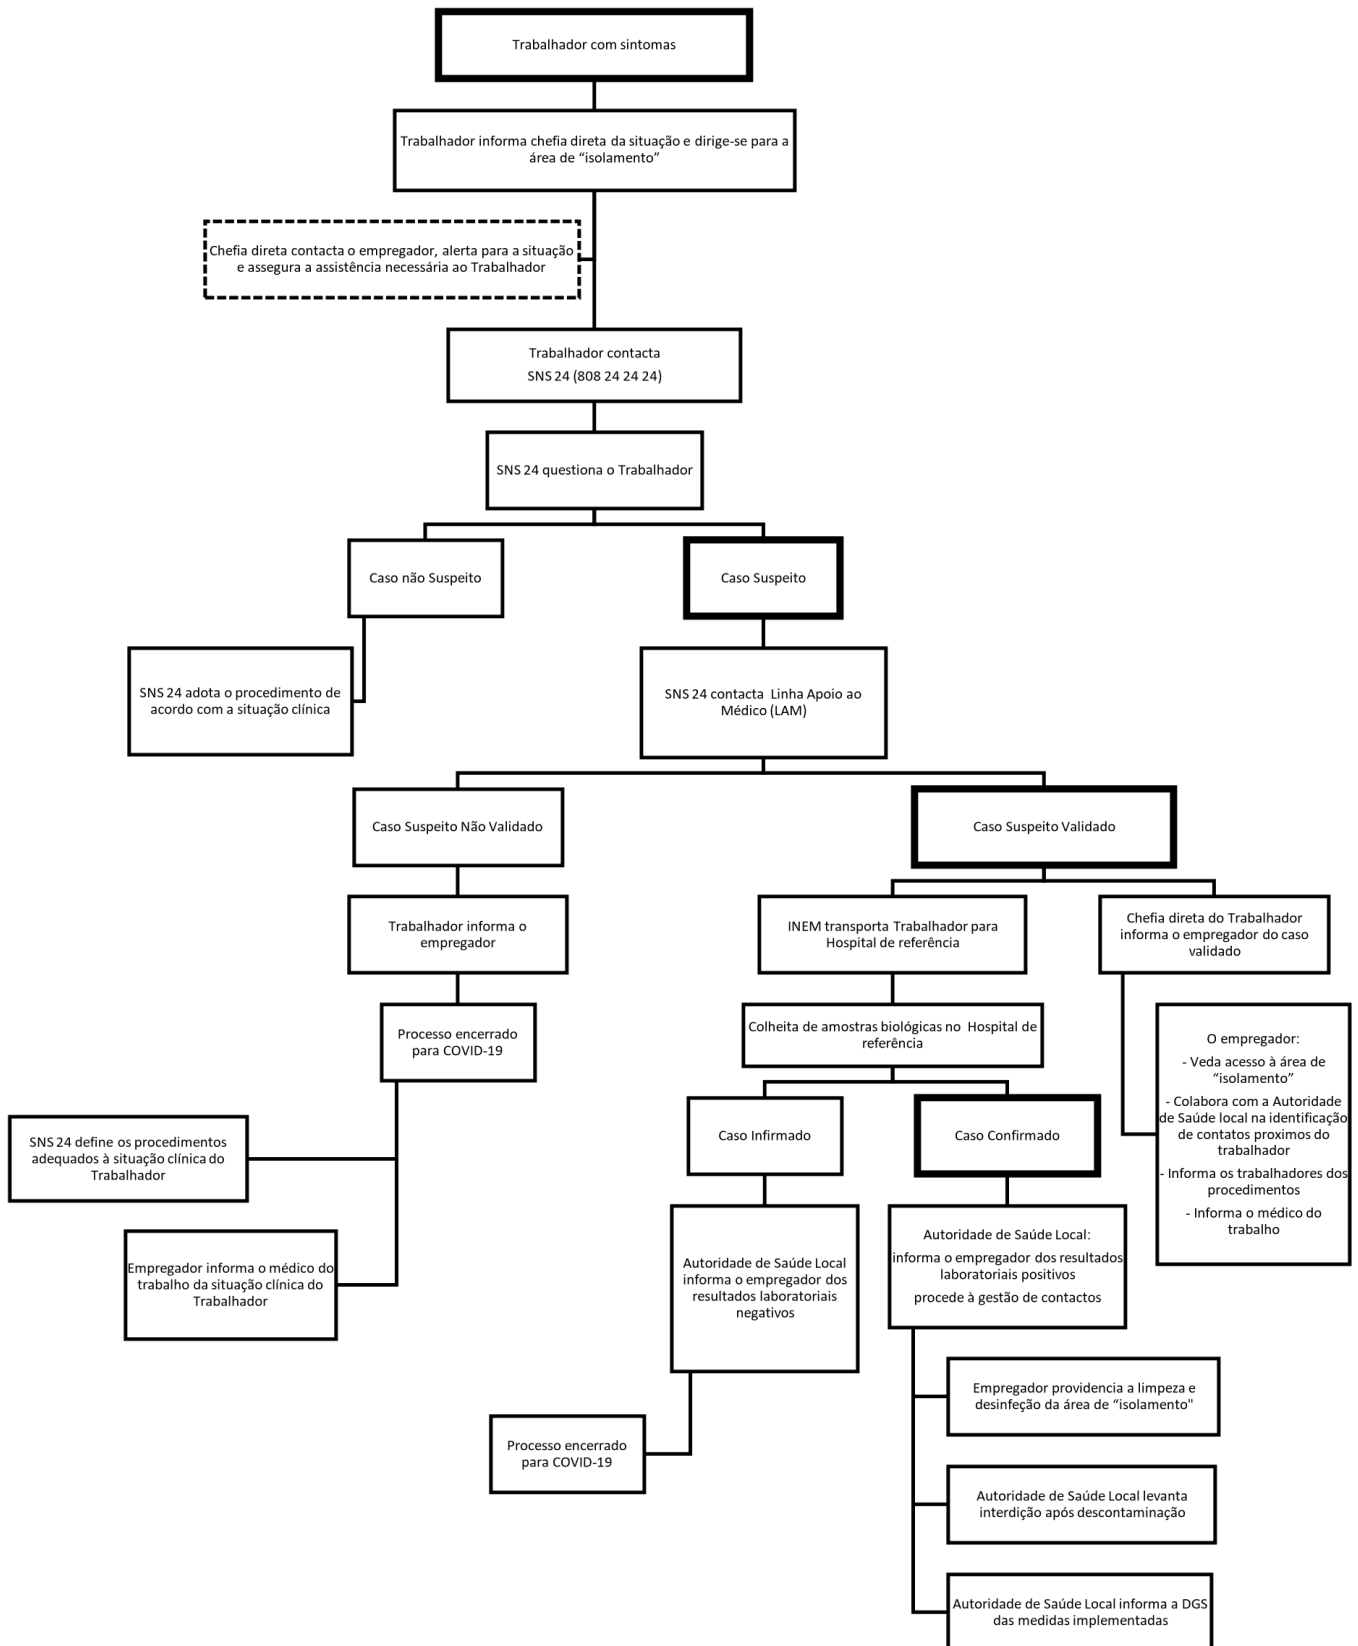 Trabalhador com sintomas
Trabalhador informa chefia direta da situação e dirige-se para a
área de “isolamento”
Chefia direta contacta o empregador, alerta para a situação
e assegura a assistência necessária ao Trabalhador
Trabalhador contacta
SNS 24 (808 24 24 24)
SNS 24 questiona o Trabalhador
Caso não Suspeito
Caso Suspeito
SNS 24 adota o procedimento de
acordo com a situação clínica
SNS 24 contacta Linha Apoio ao
Médico (LAM)
Caso Suspeito Não Validado
Caso Suspeito Validado
Trabalhador informa o
empregador
INEM transporta Trabalhador para
Hospital de referência
Chefia direta do Trabalhador
informa o empregador do caso
validado
Processo encerrado
para COVID-19
Colheita de amostras biológicas no Hospital de
referência
O empregador:
- Veda acesso à área de
“isolamento”
- Colabora com a Autoridade
de Saúde local na identificação
de contatos proximos do
trabalhador
- Informa os trabalhadores dos
procedimentos
- Informa o médico do
trabalho
SNS 24 define os procedimentos
adequados à situação clínica do
Trabalhador
Caso Infirmado
Caso Confirmado
Empregador informa o médico do
trabalho da situação clínica do
Trabalhador
Autoridade de Saúde Local
informa o empregador dos
resultados laboratoriais
negativos
Autoridade de Saúde Local:
informa o empregador dos resultados
laboratoriais positivos
procede à gestão de contactos
Processo encerrado
para COVID-19
Empregador providencia a limpeza e
desinfeção da área de “isolamento"
Autoridade de Saúde Local levanta
interdição após descontaminação
Autoridade de Saúde Local informa a DGS
das medidas implementadas